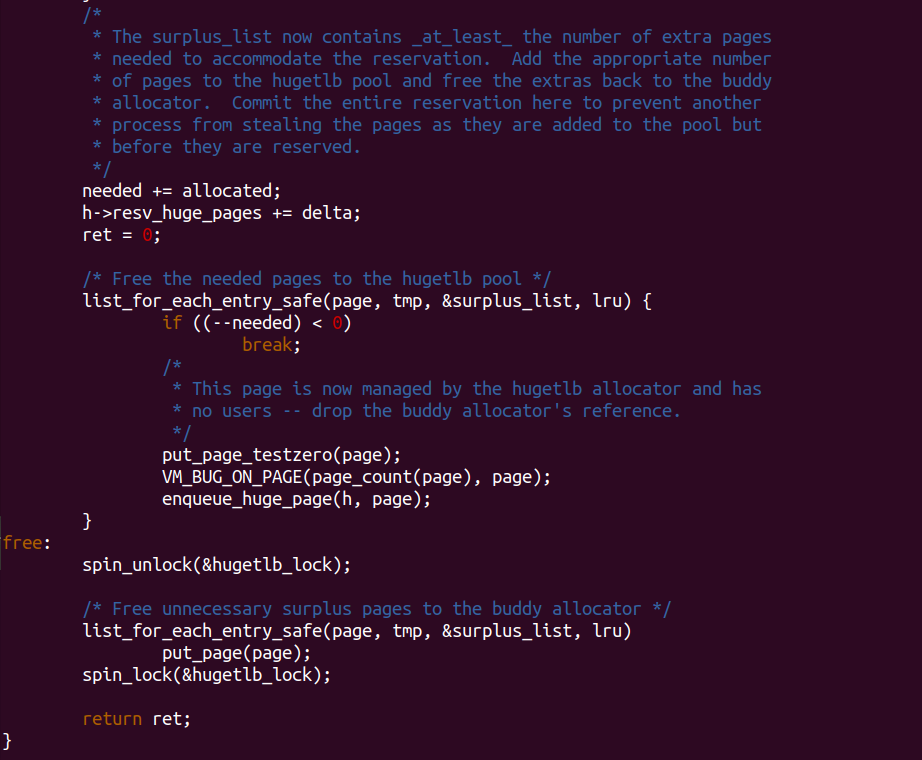 /*
 * The surplus_list now contains _at_least_ the number of extra pages
 * needed to accommodate the reservation.  Add the appropriate number
 * of pages to the hugetlb pool and free the extras back to the buddy
 * allocator.  Commit the entire reservation here to prevent another
 * process from stealing the pages as they are added to the pool but
 * before they are reserved.
 */
needed += allocated;
h->resv_huge_pages += delta;
ret = 0;
/* Free the needed pages to the hugetlb pool */
list_for_each_entry_safe(page, tmp, &surplus_list, lru) {
if ((--needed) < 0)
break;
/*
 * This page is now managed by the hugetlb allocator and has
 * no users -- drop the buddy allocator's reference.
 */
put_page_testzero(page);
VM_BUG_ON_PAGE(page_count(page), page);
enqueue_huge_page(h, page);
}
free:
spin_unlock(&hugetlb_lock);
/* Free unnecessary surplus pages to the buddy allocator */
list_for_each_entry_safe(page, tmp, &surplus_list, lru)
put_page(page);
spin_lock(&hugetlb_lock);
return ret;
}